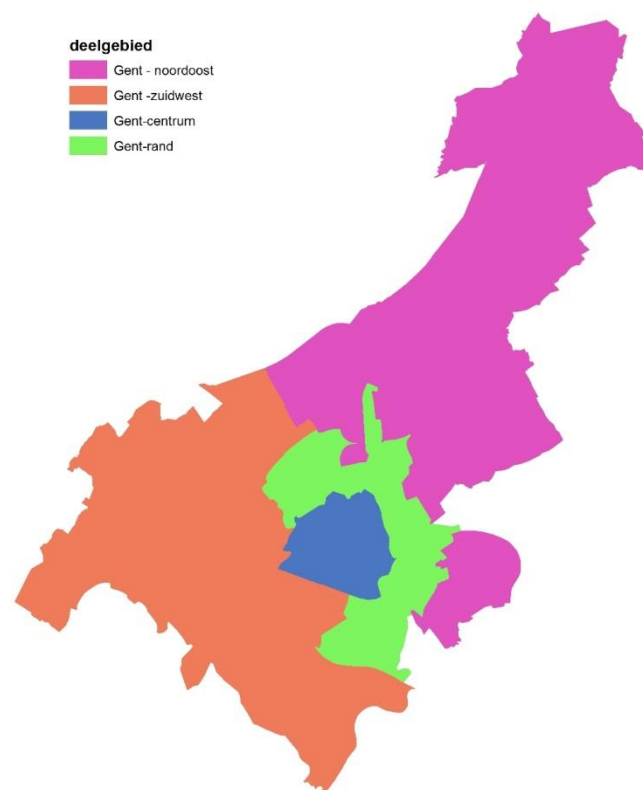 deelgebied
Gent - noordoost
Gent -zuidwest
Gent-centrum
Gent-rand